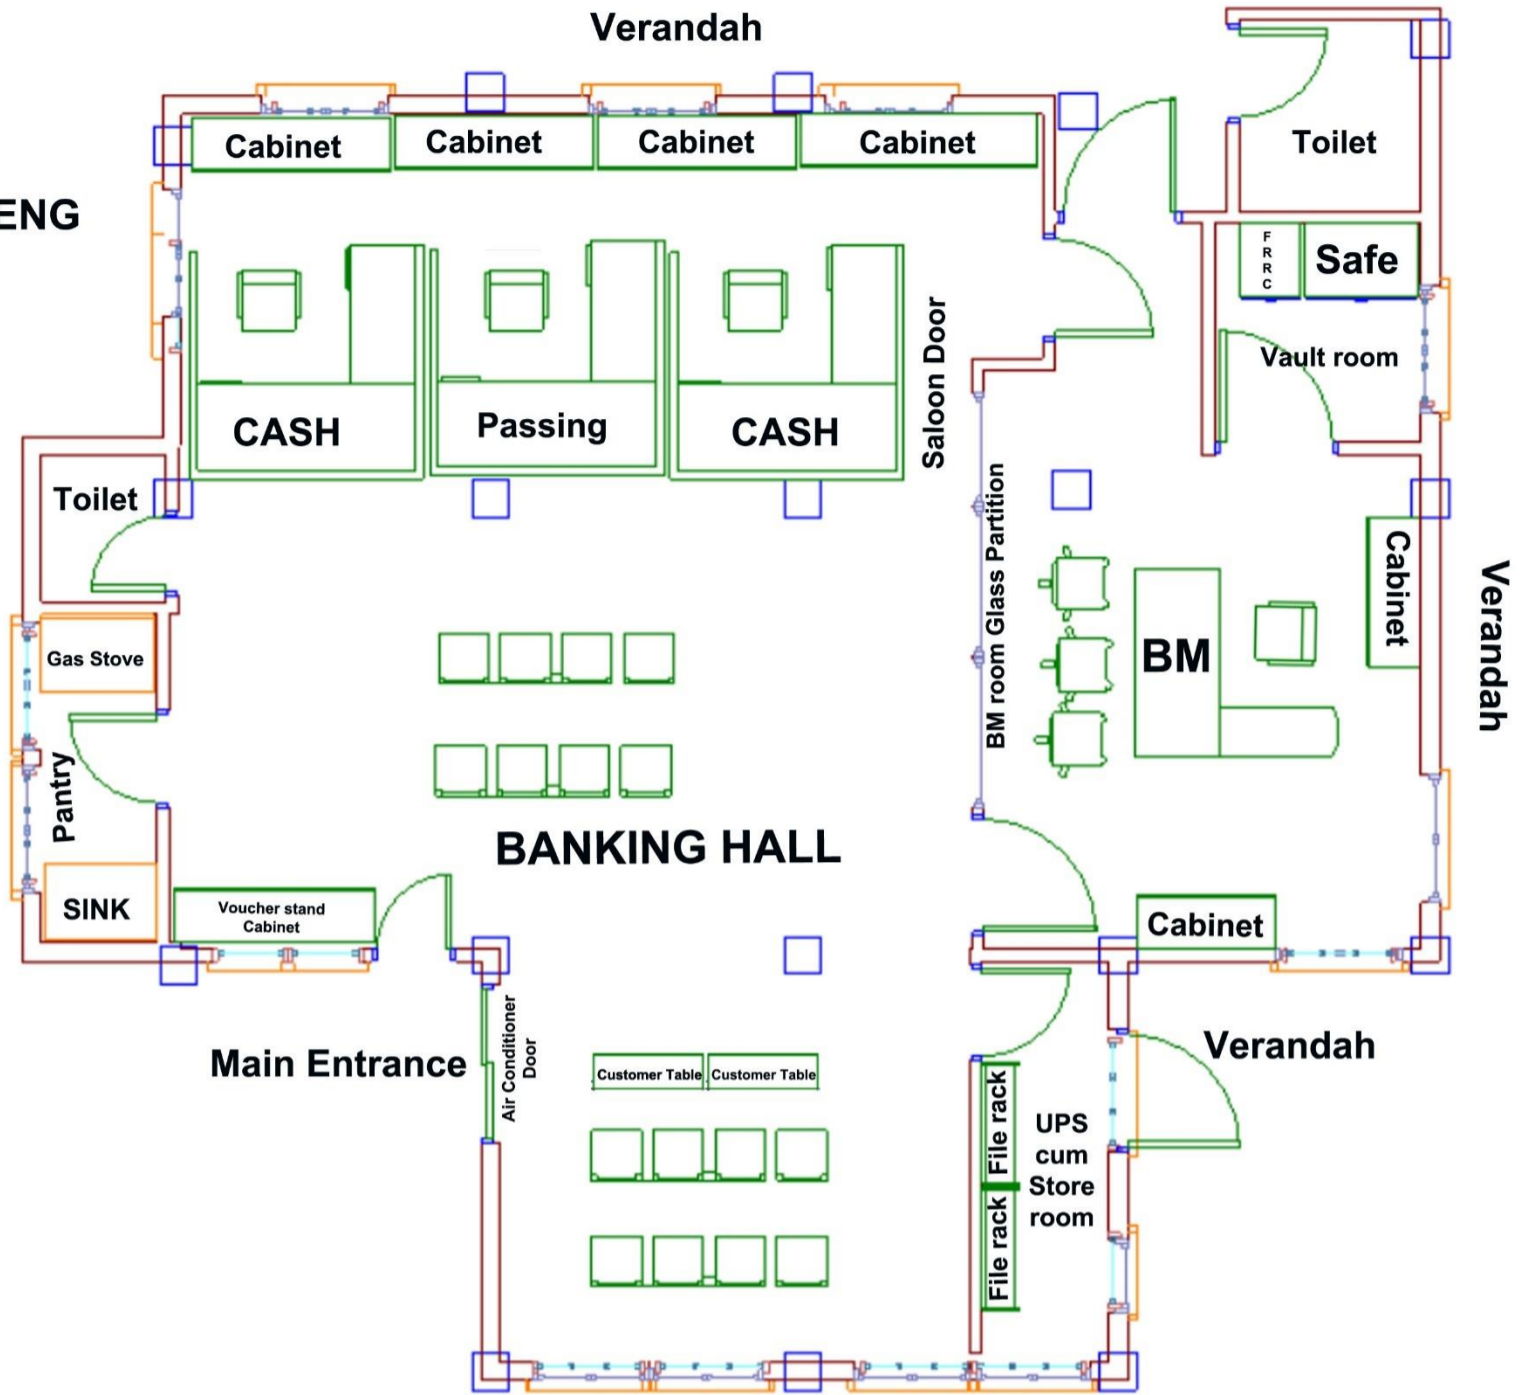 Verandah
Toilet
Cabinet
Cabinet
Cabinet
Cabinet
ENG
FRRC
Safe
Vault room
Saloon Door
CASH
Passing
CASH
Toilet
BM room Glass Partition
Cabinet
Verandah
Gas Stove
BM
Pantry
BANKING HALL
SINK
Voucher stand
Cabinet
Cabinet
Main Entrance
Air Conditioner
Door
Verandah
Customer Table
Customer Table
File rack
File rack
UPS
cum
Store
room